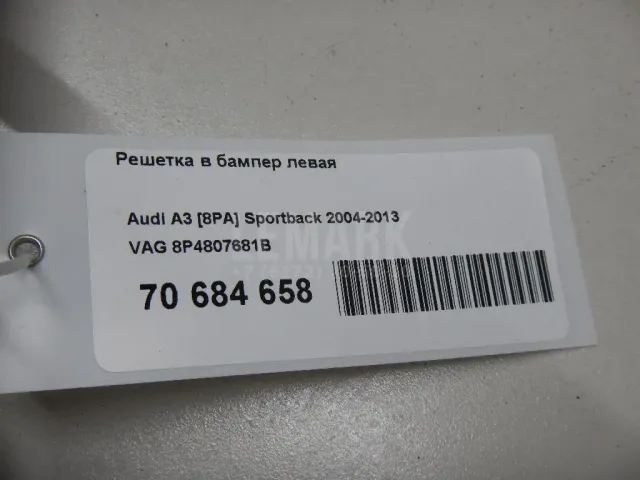 Решетка в бампер левая
Audi A3 [8PA] Sportback 2004-2013
VAG 8P4807681B
70 684 658